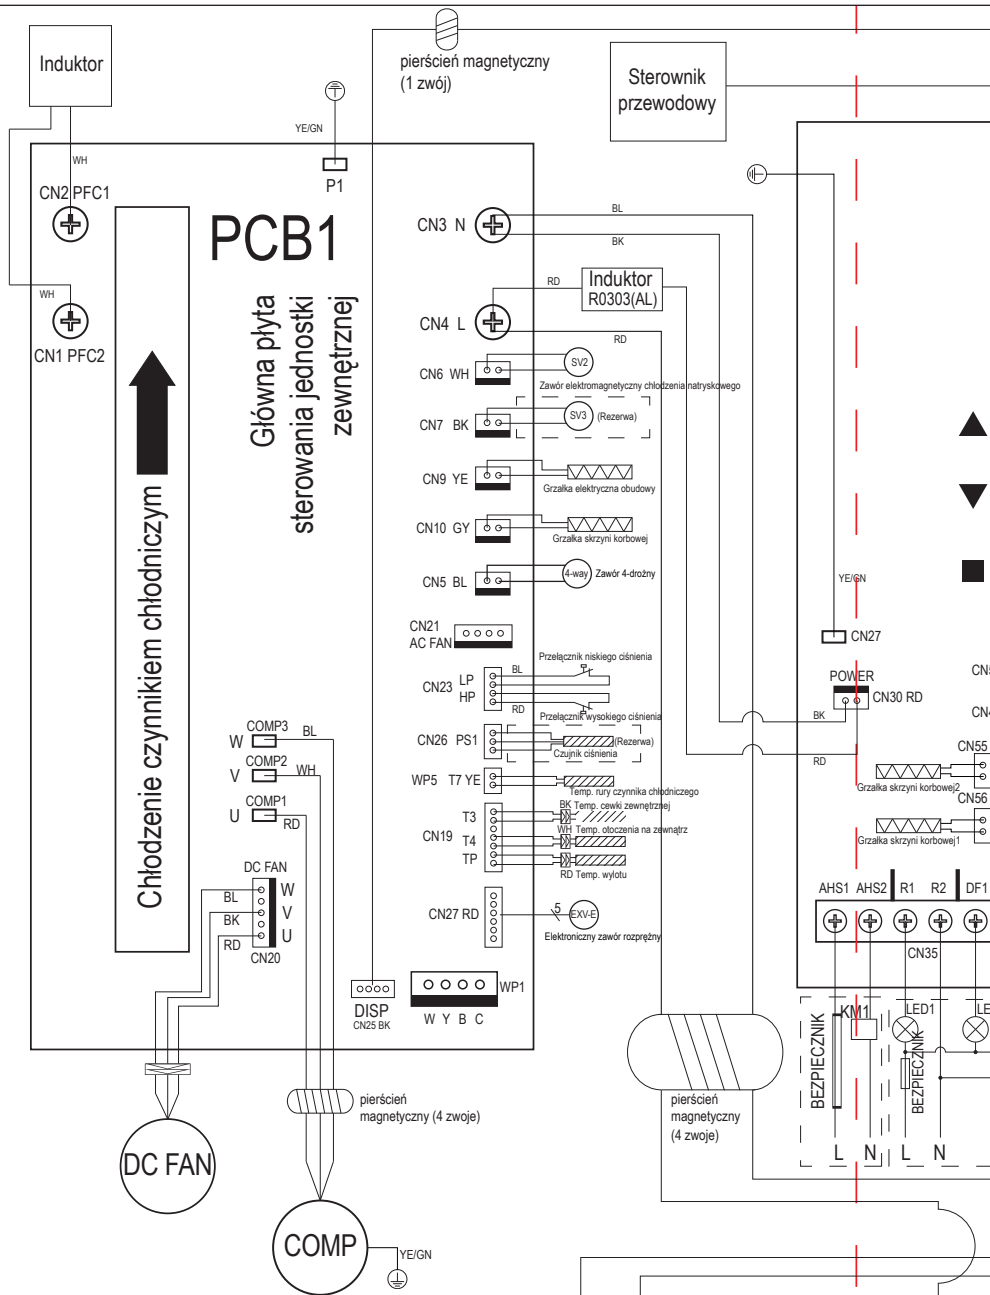 Induktor
pierścień magnetyczny
(1 zwój)
Sterownik
przewodowy
YE/GN
WH
P1
CN2 PFC1
PCB1
CN3 N
BL
BK
WH
CN1 PFC2
Główna płyta
sterowania jednostki
zewnętrznej
Chłodzenie czynnikiem chłodniczym
RD
Induktor
R0303(AL)
CN4 L
RD
CN6 WH
SV2
Zawór elektromagnetyczny chłodzenia natryskowego
CN7 BK
SV3
(Rezerwa)
CN9 YE
Grzałka elektryczna obudowy
CN10 GY
Grzałka skrzyni korbowej
CN5 BL
4-way
Zawór 4-drożny
YE/GN
CN21
AC FAN
CN27
Przełącznik niskiego ciśnienia
CN23
LP
HP
BL
RD
Przełącznik wysokiego ciśnienia
POWER
CN30 RD
BK
RD
CN26 PS1
(Rezerwa)
Czujnik ciśnienia
WP5 T7 YE
Temp. rury czynnika chłodniczego
CN55
Grzałka skrzyni korbowej2
CN56
Grzałka skrzyni korbowej1
COMP3
W
BL
COMP2
V
WH
COMP1
U
RD
T3
BK Temp. cewki zewnętrznej
CN19
T4
WH Temp. otoczenia na zewnątrz
TP
RD Temp. wylotu
DC FAN
W
BL
V
BK
U
RD
CN20
CN27 RD
5
EXV-E
Elektroniczny zawór rozprężny
AHS1 AHS2 R1 R2 DF1
CN35
DISP
CN25 BK
WP1
W Y B C
KM1
LED1
LE
BEZPIECZNIK
BEZPIECZNIK
L N L N
pierścień
magnetyczny (4 zwoje)
pierścień
magnetyczny
(4 zwoje)
DC FAN
COMP
YE/GN